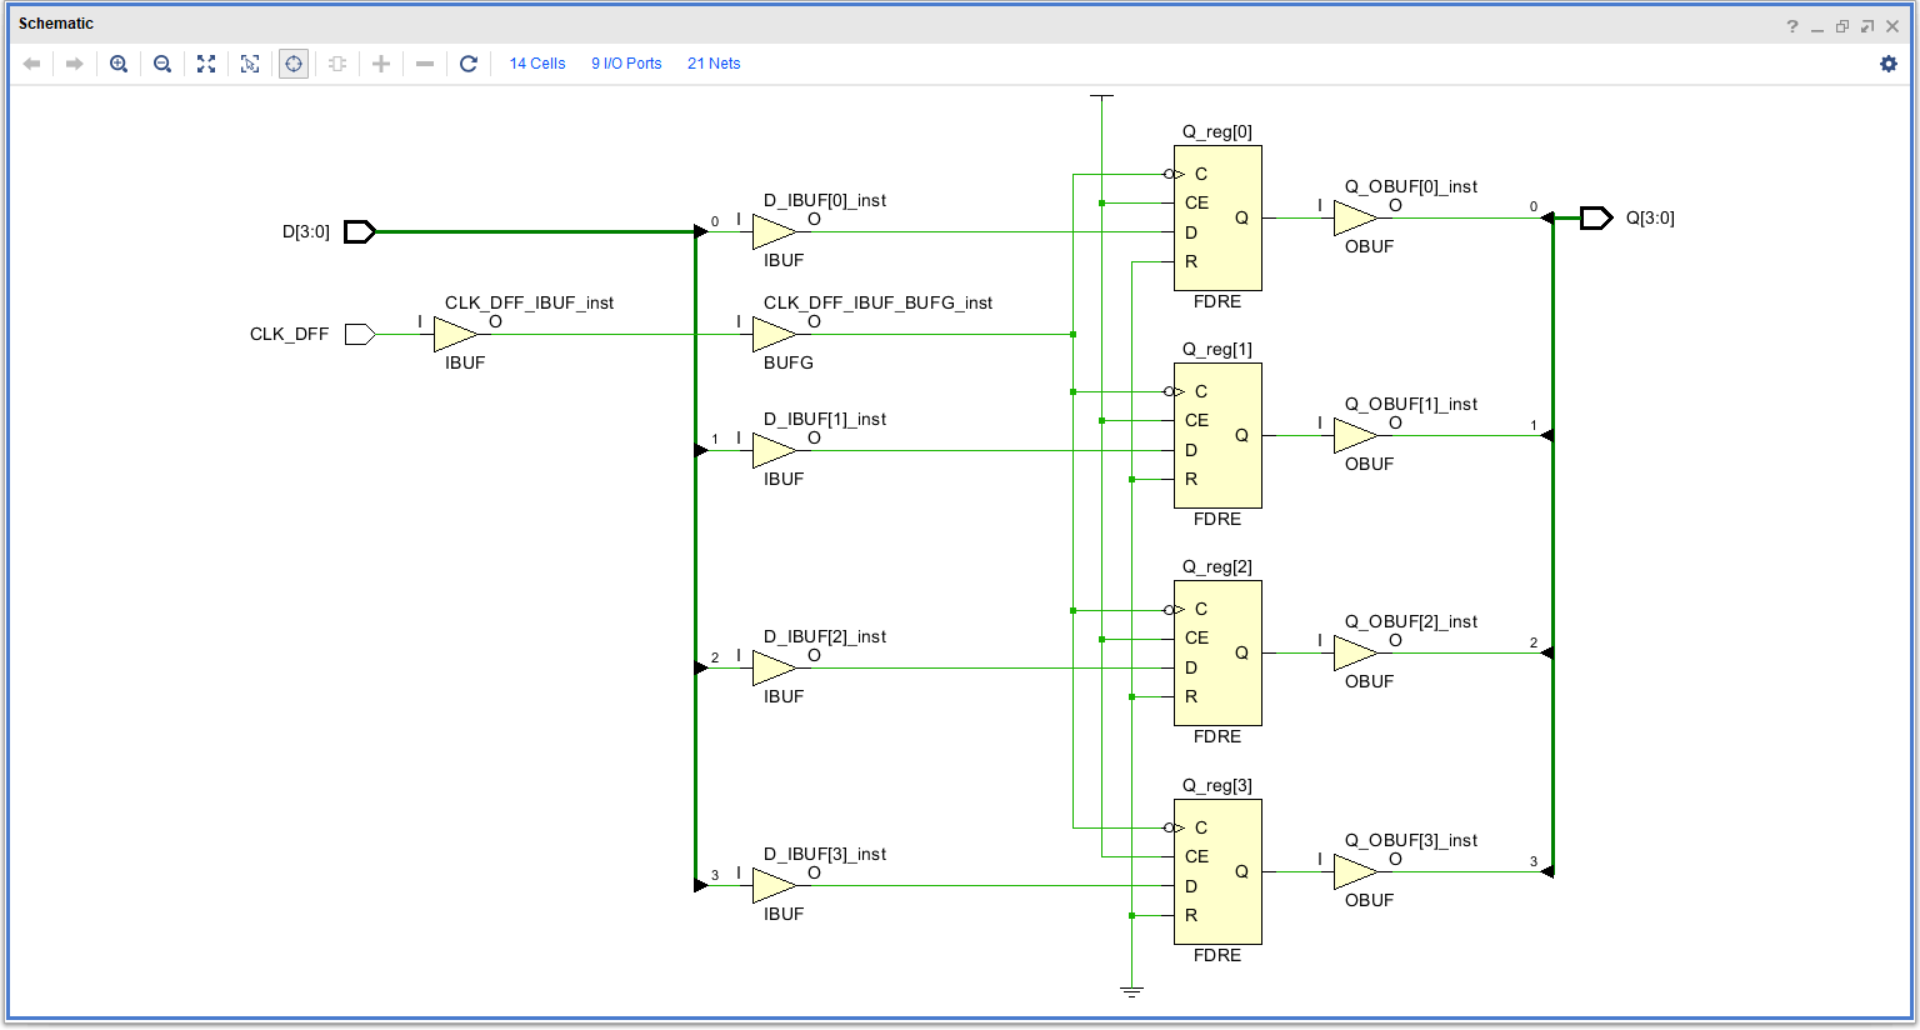 Schematic
14 Cells 9 I/O Ports 21 Nets
Q_reg[0]
C
CE
D
R
Q
FDRE
D[3:0]
0
D_IBUF[0]_inst
I O
IBUF
Q_OBUF[0]_inst
I O
OBUF
0
Q[3:0]
CLK_DFF
CLK_DFF_IBUF_inst
I O
IBUF
CLK_DFF_IBUF_BUFG_inst
I O
BUFG
1
D_IBUF[1]_inst
I O
IBUF
Q_reg[1]
C
CE
D
R
Q
FDRE
Q_OBUF[1]_inst
I O
OBUF
1
2
D_IBUF[2]_inst
I O
IBUF
Q_reg[2]
C
CE
D
R
Q
FDRE
Q_OBUF[2]_inst
I O
OBUF
2
3
D_IBUF[3]_inst
I O
IBUF
Q_reg[3]
C
CE
D
R
Q
FDRE
Q_OBUF[3]_inst
I O
OBUF
3